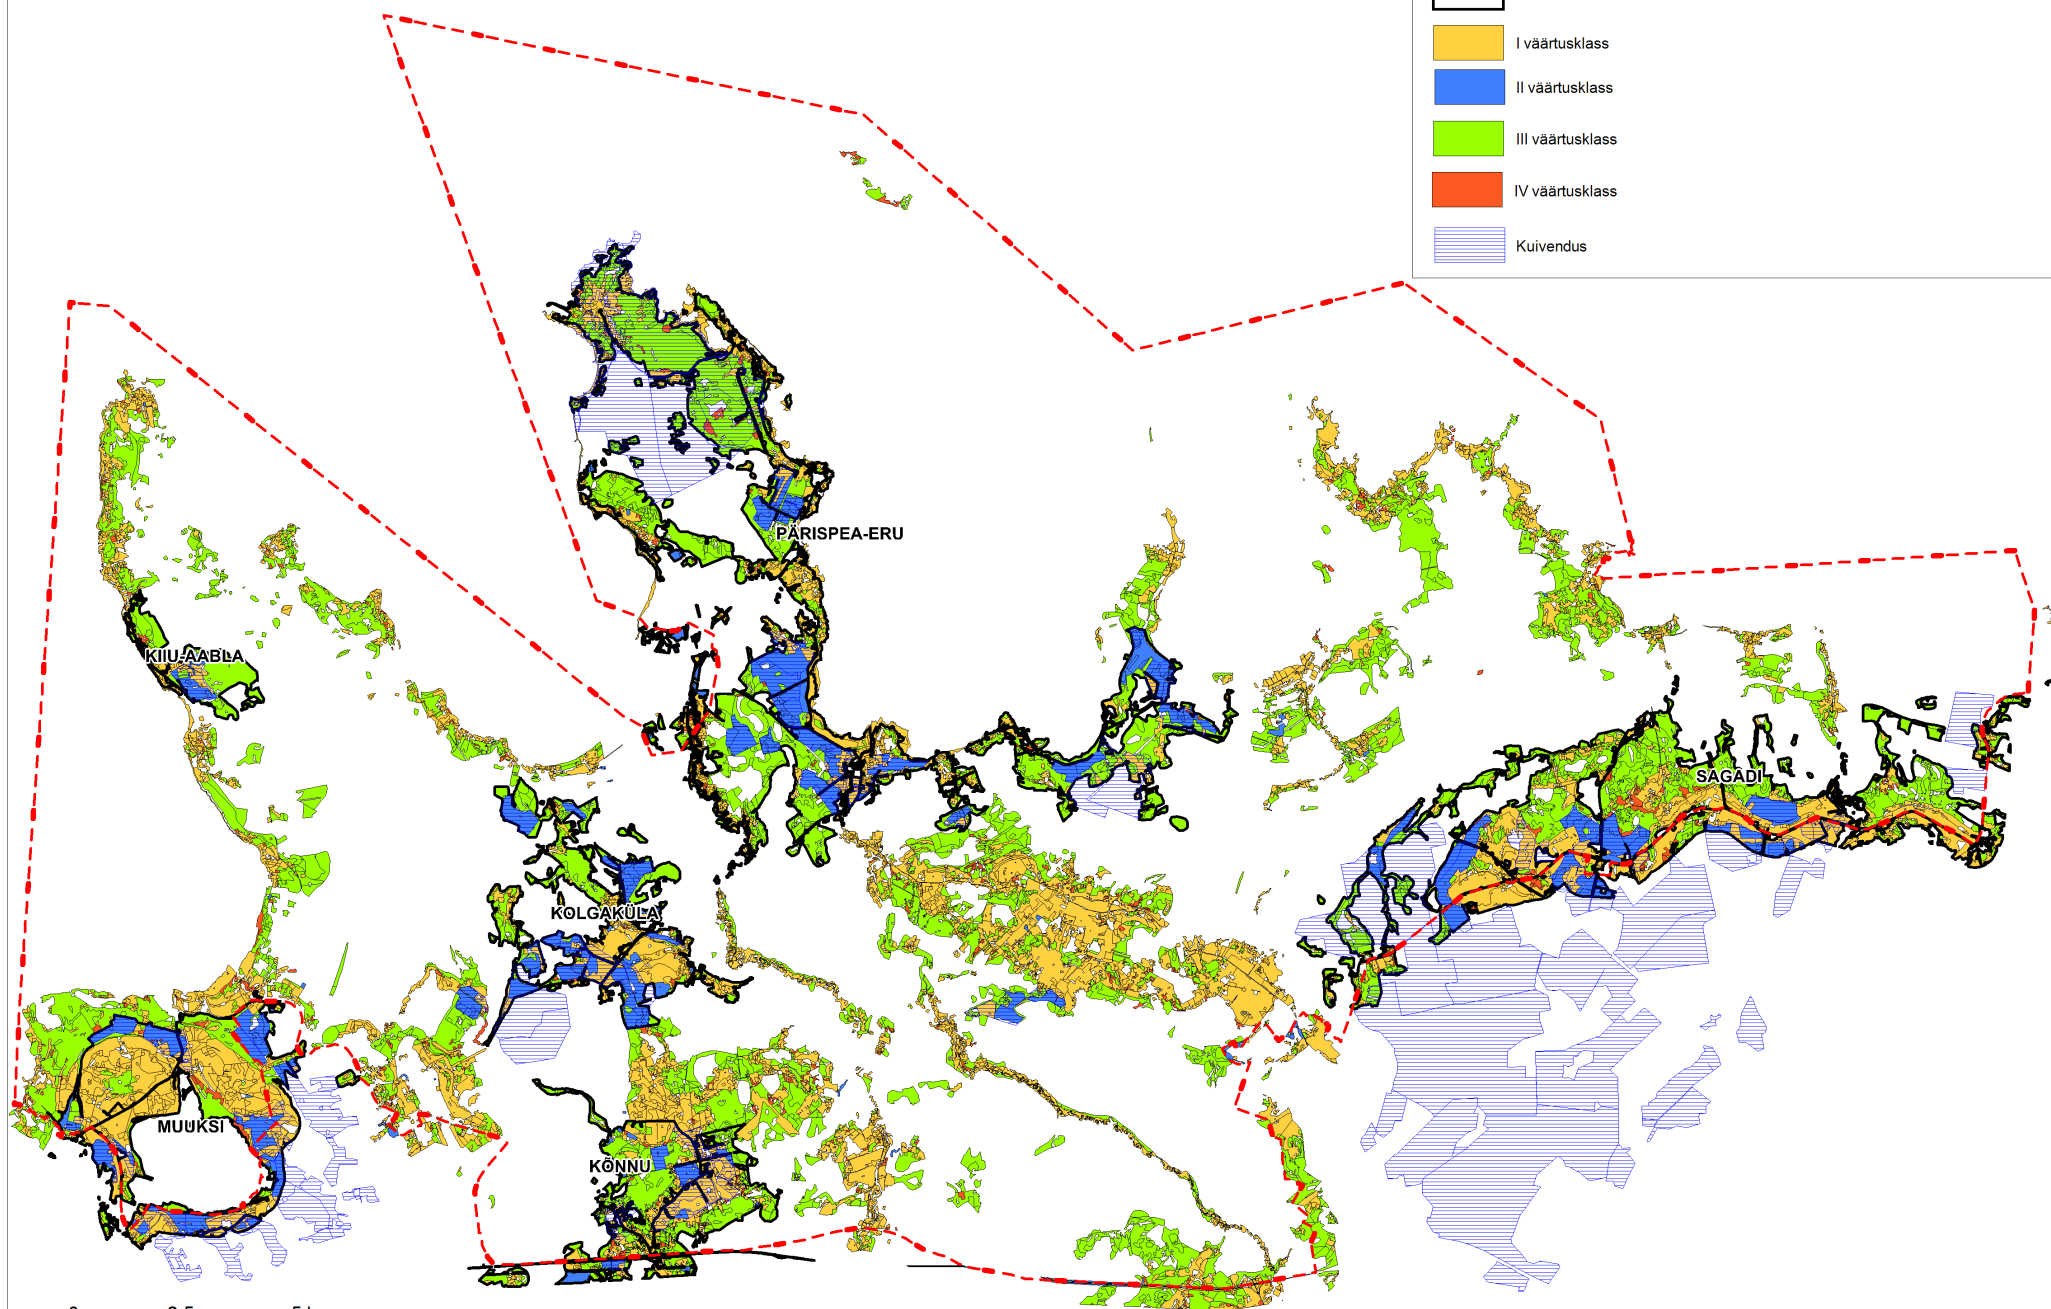 I väärtusklass
II väärtusklass
III väärtusklass
IV väärtusklass
Kuivendus
PÄRISPEA-ERU
KIIU-AABLA
SAGADI
KOLGAKÜLA
MUUKSI
KÕNNU